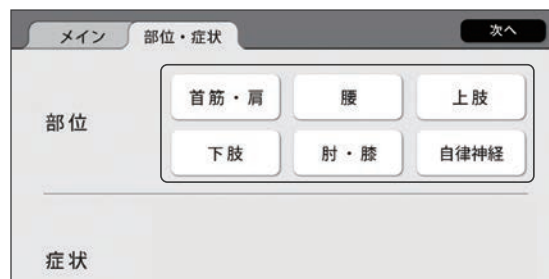 メイン 部位・症状 次へ
部位
首筋・肩 腰 上肢
下肢 肘・膝 自律神経
症状